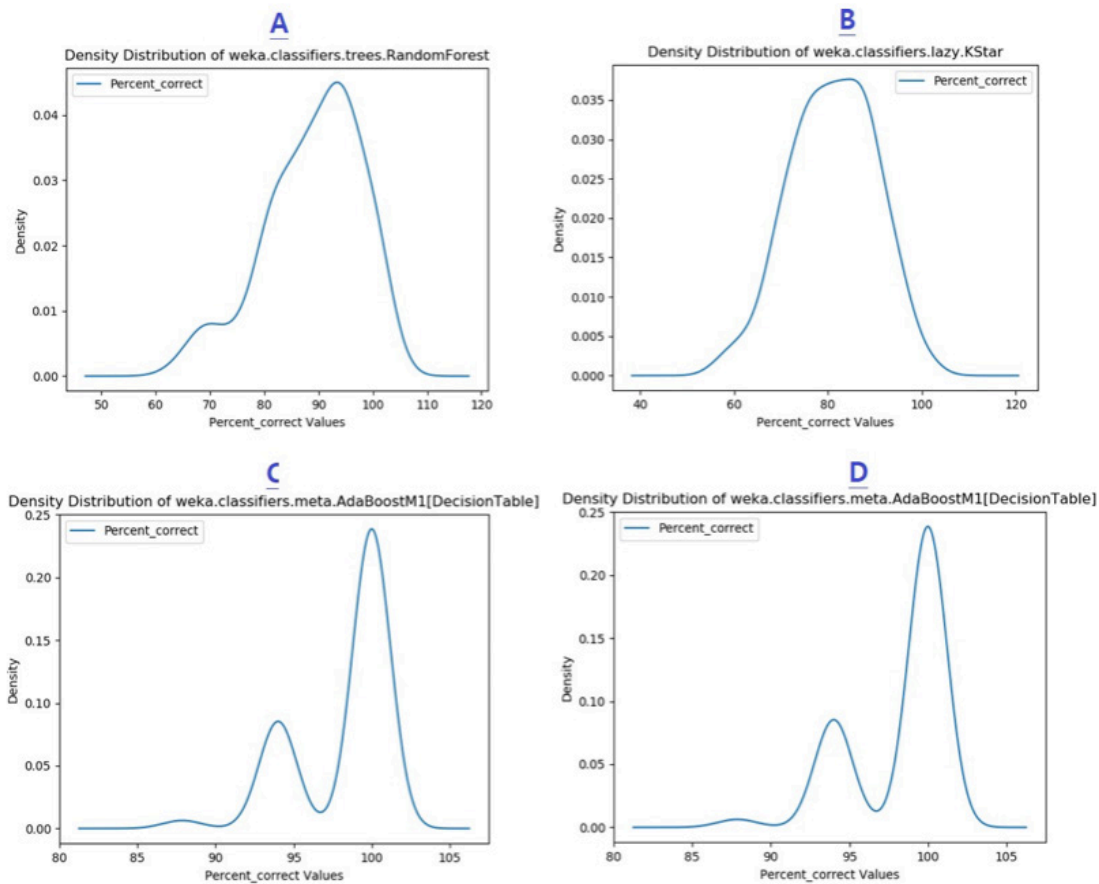 A
Density Distribution of weka.classifiers.trees.RandomForest
Percent_correct
0.04
0.03
0.02
0.01
0.00
Density
50 60 70 80 90 100 110 120
Percent_correct Values
B
Density Distribution of weka.classifiers.lazy.KStar
Percent_correct
0.035
0.030
0.025
0.020
0.015
0.010
0.005
0.000
Density
40 60 80 100 120
Percent_correct Values
C
Density Distribution of weka.classifiers.meta.AdaBoostM1[DecisionTable]
Percent_correct
0.25
0.20
0.15
0.10
0.05
0.00
Density
80 85 90 95 100 105
Percent_correct Values
D
Density Distribution of weka.classifiers.meta.AdaBoostM1[DecisionTable]
Percent_correct
0.25
0.20
0.15
0.10
0.05
0.00
Density
80 85 90 95 100 105
Percent_correct Values